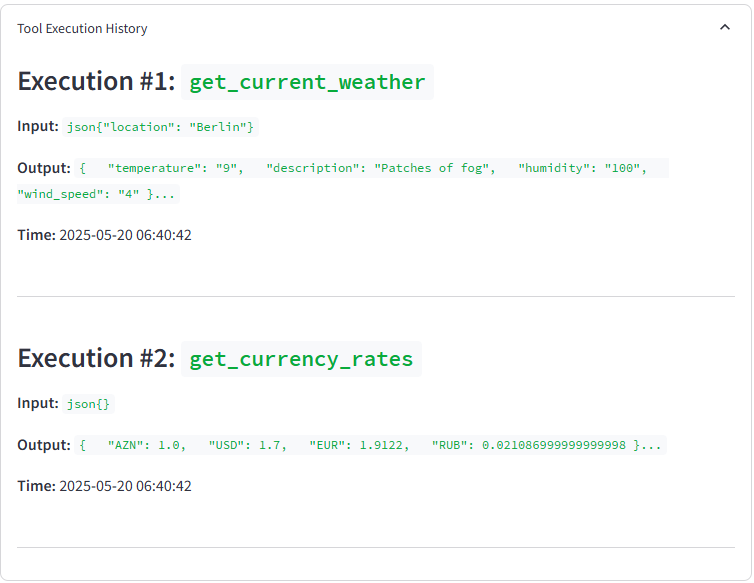 Tool Execution History
Execution #1: get_current_weather
Input: json{"location": "Berlin"}
Output: {   "temperature": "9",   "description": "Patches of fog",   "humidity": "100",
"wind_speed": "4" }...
Time: 2025-05-20 06:40:42
Execution #2: get_currency_rates
Input: json{}
Output: {   "AZN": 1.0,   "USD": 1.7,   "EUR": 1.9122,   "RUB": 0.021086999999999998 }...
Time: 2025-05-20 06:40:42